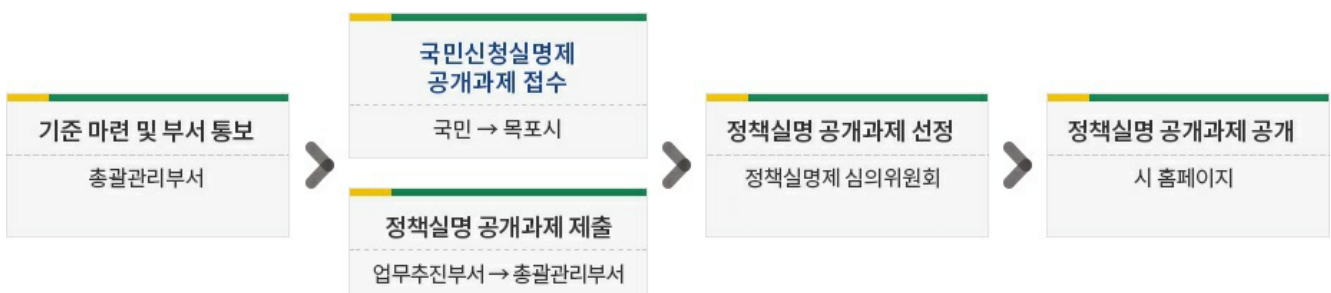 기준 마련 및 부서 통보
총괄관리부서
국민신청실명제
공개과제 접수
국민 → 목포시
정책실명 공개과제 제출
업무추진부서 → 총괄관리부서
정책실명 공개과제 선정
정책실명제 심의위원회
정책실명 공개과제 공개
시 홈페이지